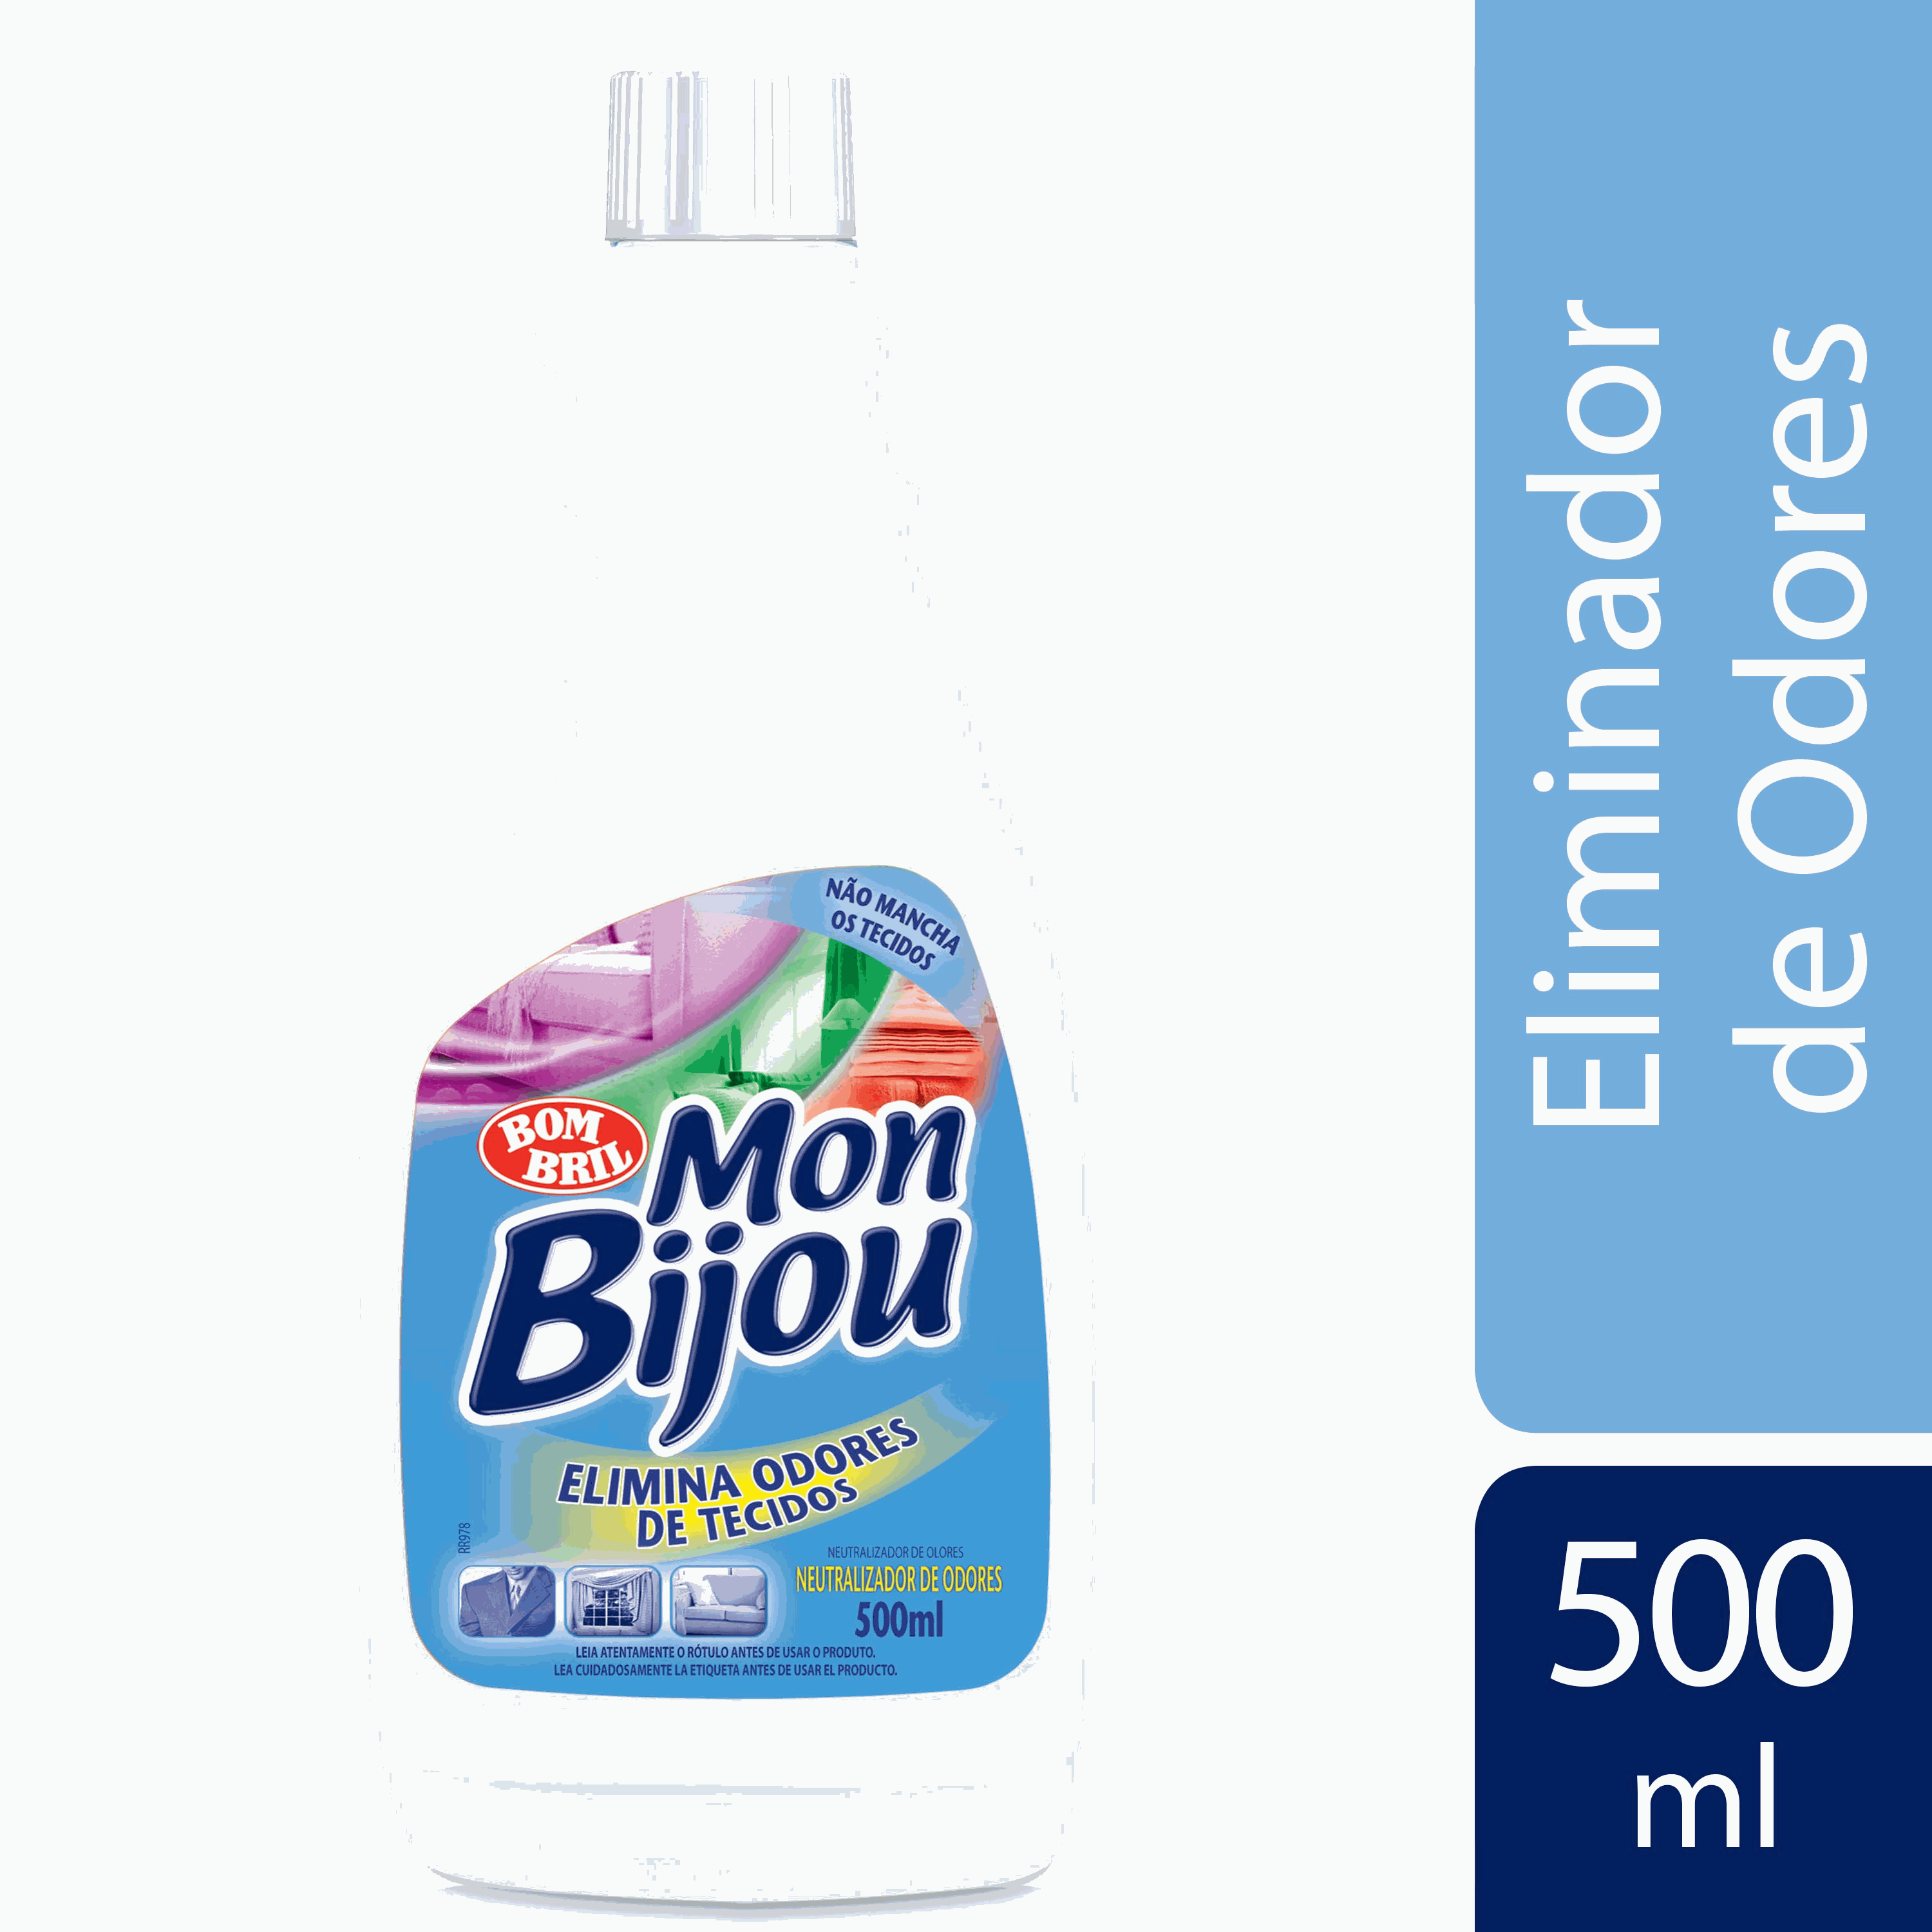 NÃO MANCHA
OS TECIDOS
BOM
BRIL
Mon
Bijou
ELIMINA ODORES
DE TECIDOS
RR978
NEUTRALIZADOR DE OLORES
NEUTRALIZADOR DE ODORES
500ml
LEIA ATENTAMENTE O RÓTULO ANTES DE USAR O PRODUTO.
LEA CUIDADOSAMENTE LA ETIQUETA ANTES DE USAR EL PRODUCTO.
Eliminador
de Odores
500
ml